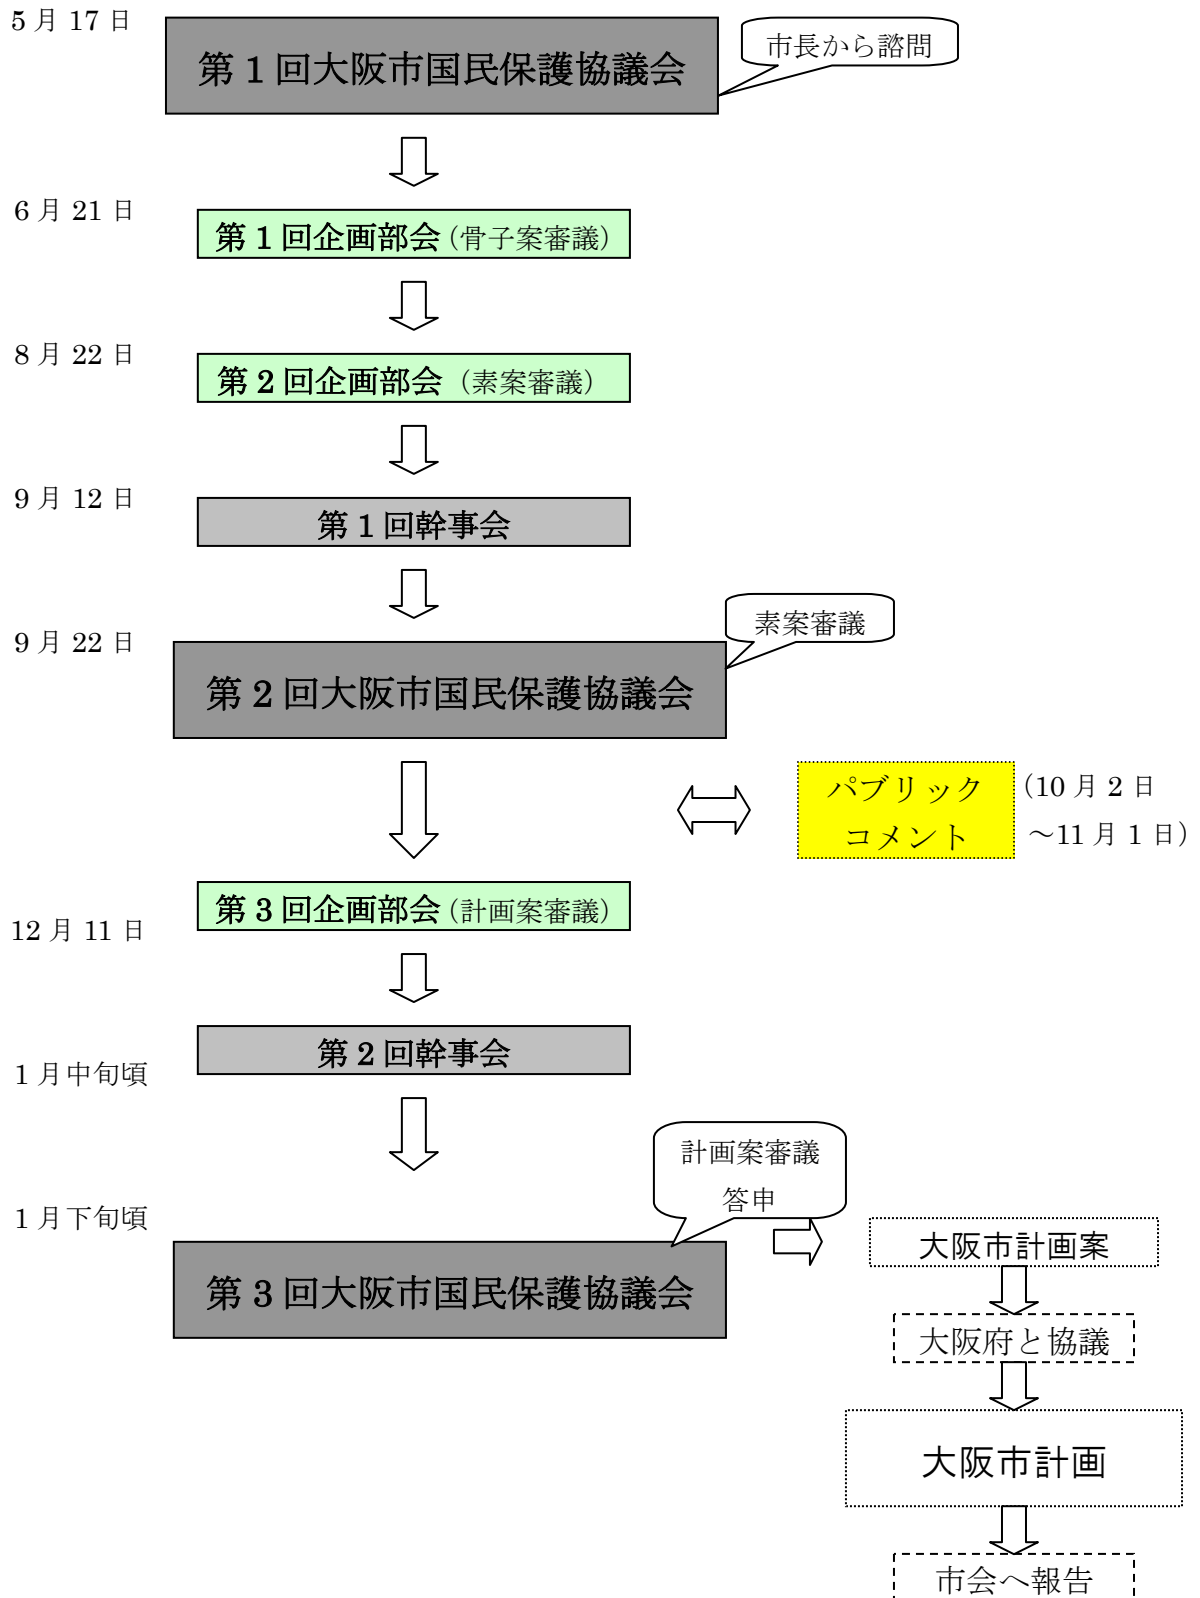 5月17日
第1回大阪市国民保護協議会
市長から諮問
6月21日
第1回企画部会(骨子案審議)
8月22日
第2回企画部会（素案審議）
9月12日
第1回幹事会
9月22日
第2回大阪市国民保護協議会
素案審議
パブリック
コメント
（10月2日
～11月1日）
12月11日
第3回企画部会(計画案審議)
1月中旬頃
第2回幹事会
1月下旬頃
第3回大阪市国民保護協議会
計画案審議
答申
大阪市計画案
大阪府と協議
大阪市計画
市会へ報告